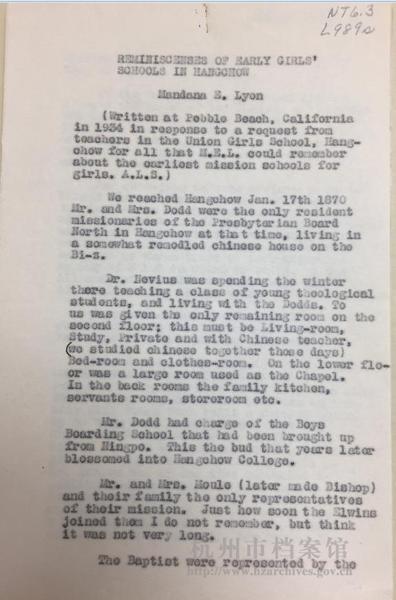 NT6.3
L989a
REMINISCENSES OF EARLY GIRLS'
SCHOOLS IN HANGCHOW
Mandana E. Lyon
(Written at Pebble Beach, California
in 1934 in response to a request from
teachers in the Union Girls School, Hang-
chow for all that M.E.L. could remember
about the earliest mission schools for
girls. A.L.S.)
We reached Hangchow Jan. 17th 1870
Mr. and Mrs. Dodd were the only resident
missionaries of the Presbyterian Board
North in Hangchow at that time, living in
a somewhat remodled chinese house on the
Bi-z.
Dr. Nevius was spending the winter
there teaching a class of young theological
students, and living with the Dodds. To
us was given the only remaining room on the
second floor; this must be Living-room,
Study, Private and with Chinese teacher,
(we studied chinese together those days)
Bed-room and clothes-room. On the lower flo-
or was a large room used as the Chapel.
In the back rooms the family kitchen,
servants rooms, storeroom etc.
Mr. Dodd had charge of the Boys
Boarding School that had been brought up
from Ningpo. This the bud that years later
blossomed into Hangchow College.
Mr. and Mrs. Moule (later made Bishop)
and their family the only representatives
of their mission. Just how soon the Elwins
joined them I do not remember, but think
it was not very long.
The Baptist were represented by the
杭州市档案馆
http://www.hzarchives.gov.cn